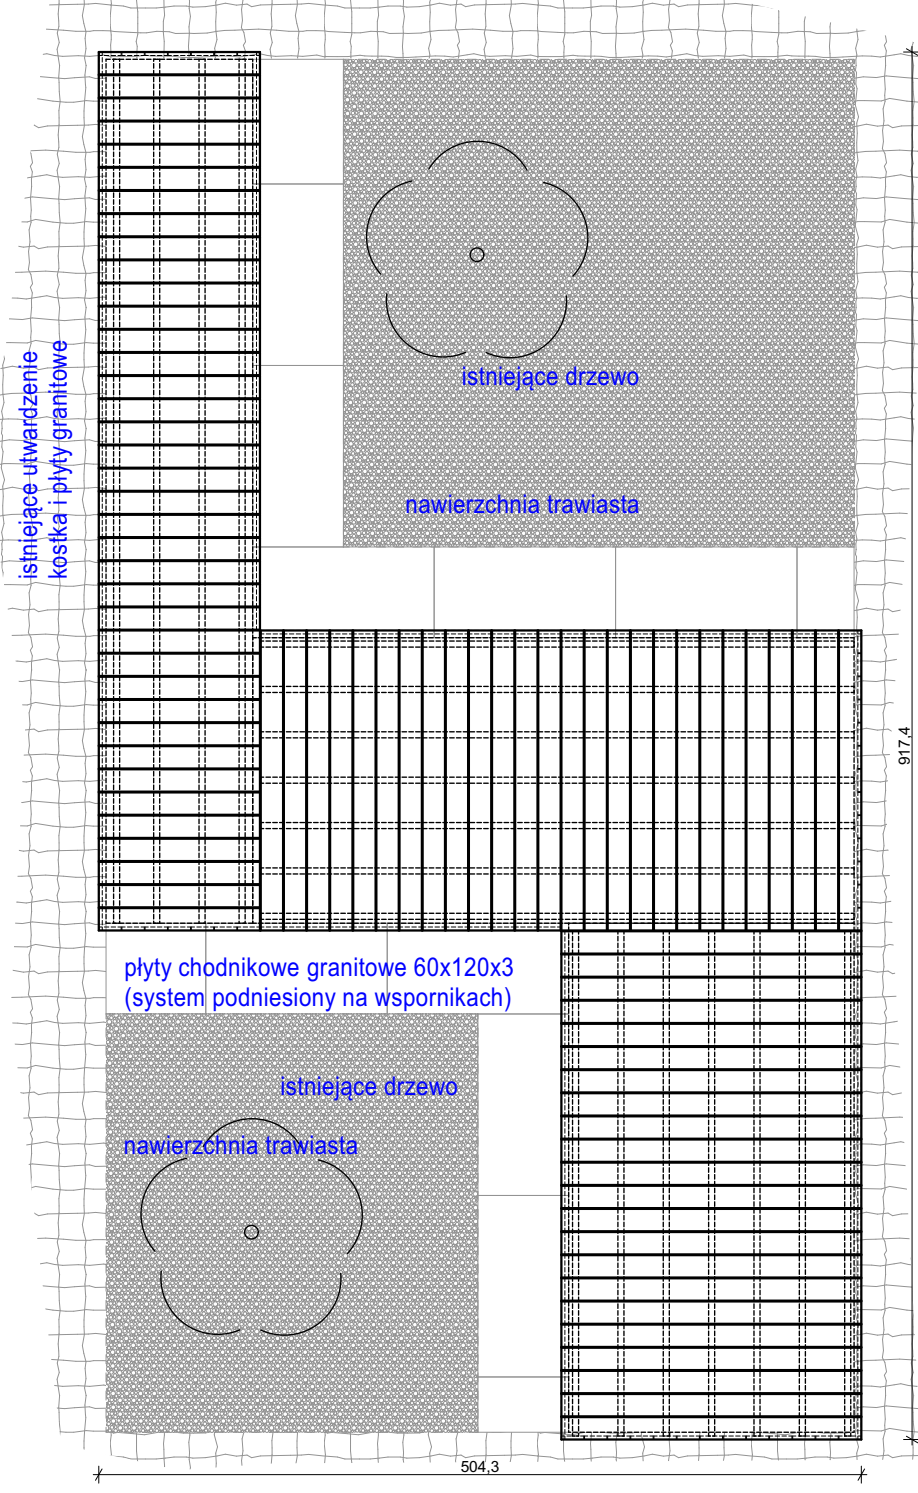 istniejące drzewo
istniejące utwardzenie
kostka i płyty granitowe
nawierzchnia trawiasta
917,4
płyty chodnikowe granitowe 60x120x3
(system podniesiony na wspornikach)
istniejące drzewo
nawierzchnia trawiasta
504,3